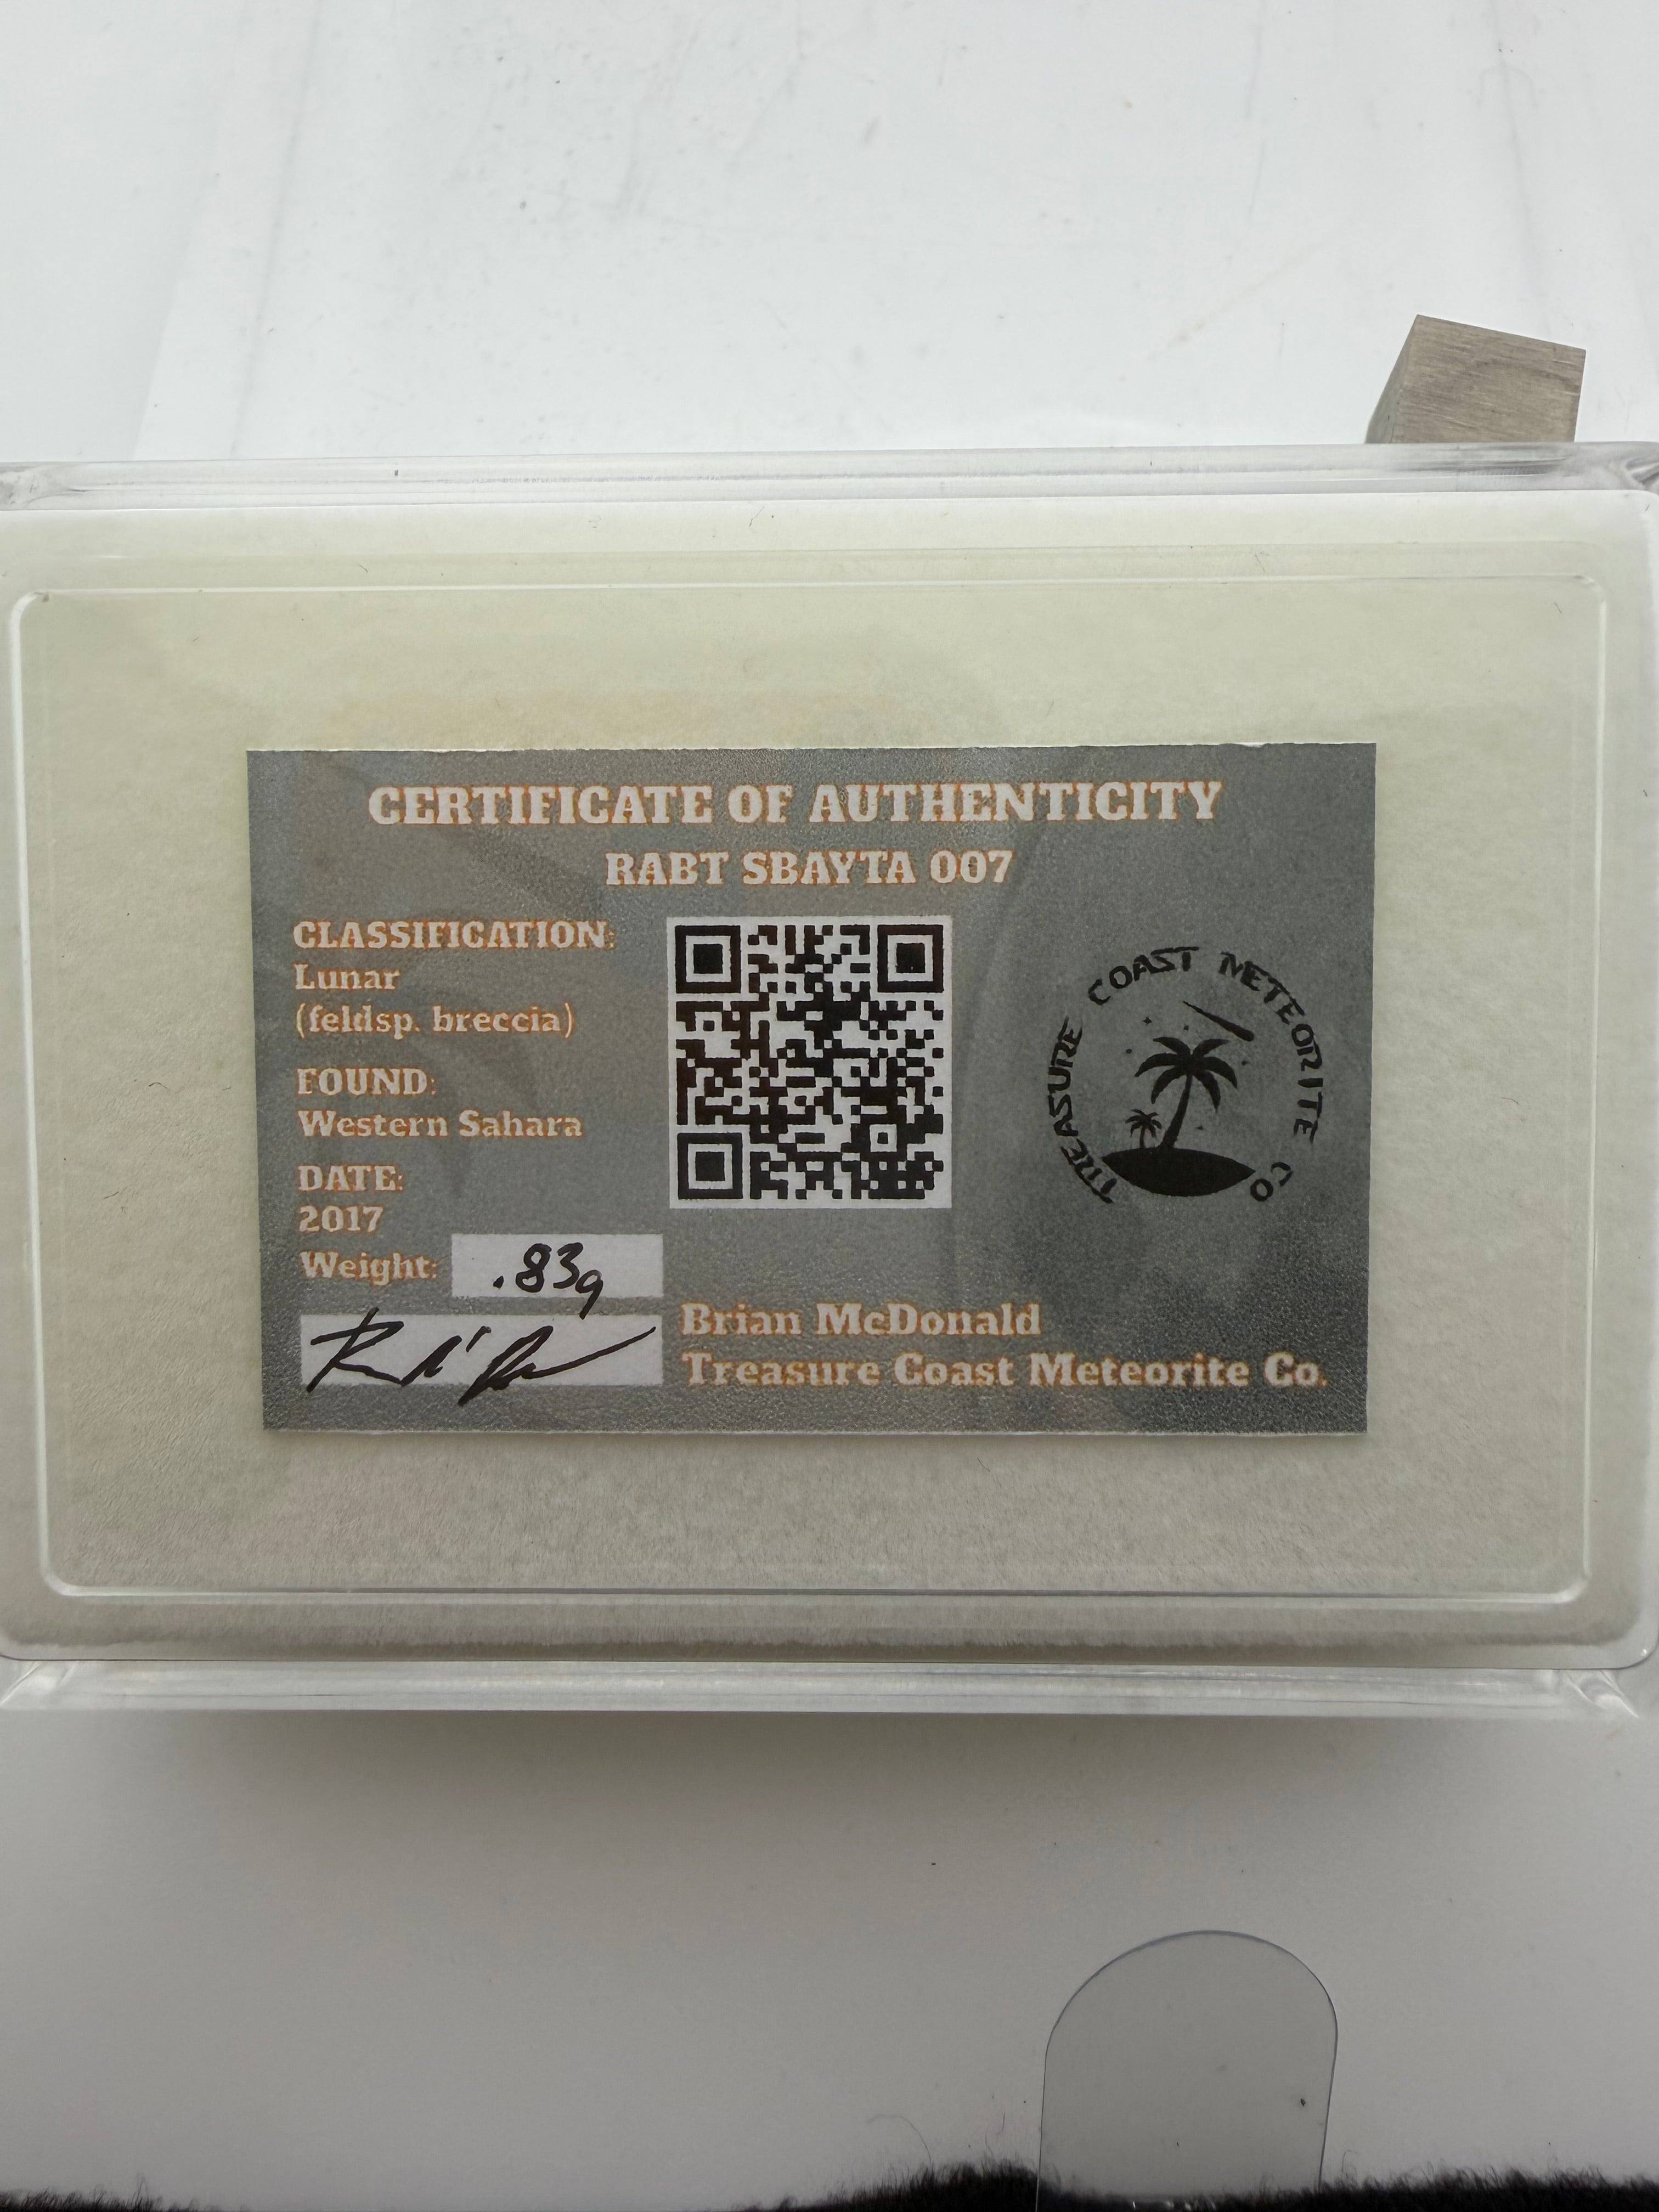 CERTIFICATE OF AUTHENTICITY
RABT SBAYTA 007
CLASSIFICATION:
Lunar
(feldsp. breccia)
FOUND:
Western Sahara
DATE:
2017
Weight: .83g
TREASURE COAST METEORITE CO
Brian McDonald
Treasure Coast Meteorite Co.